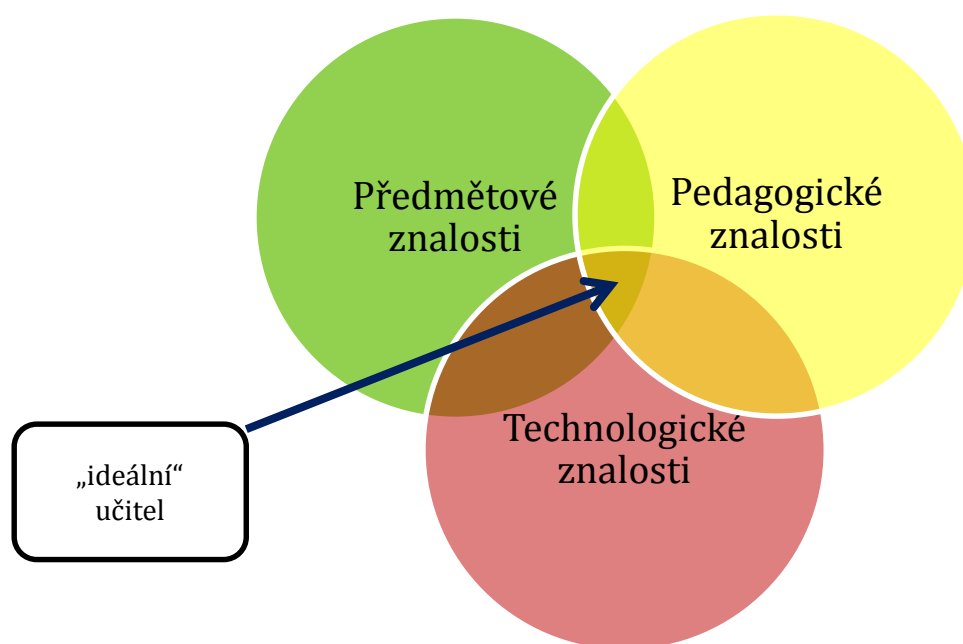 Předmětové
znalosti
Pedagogické
znalosti
Technologické
znalosti
„ideální“
učitel